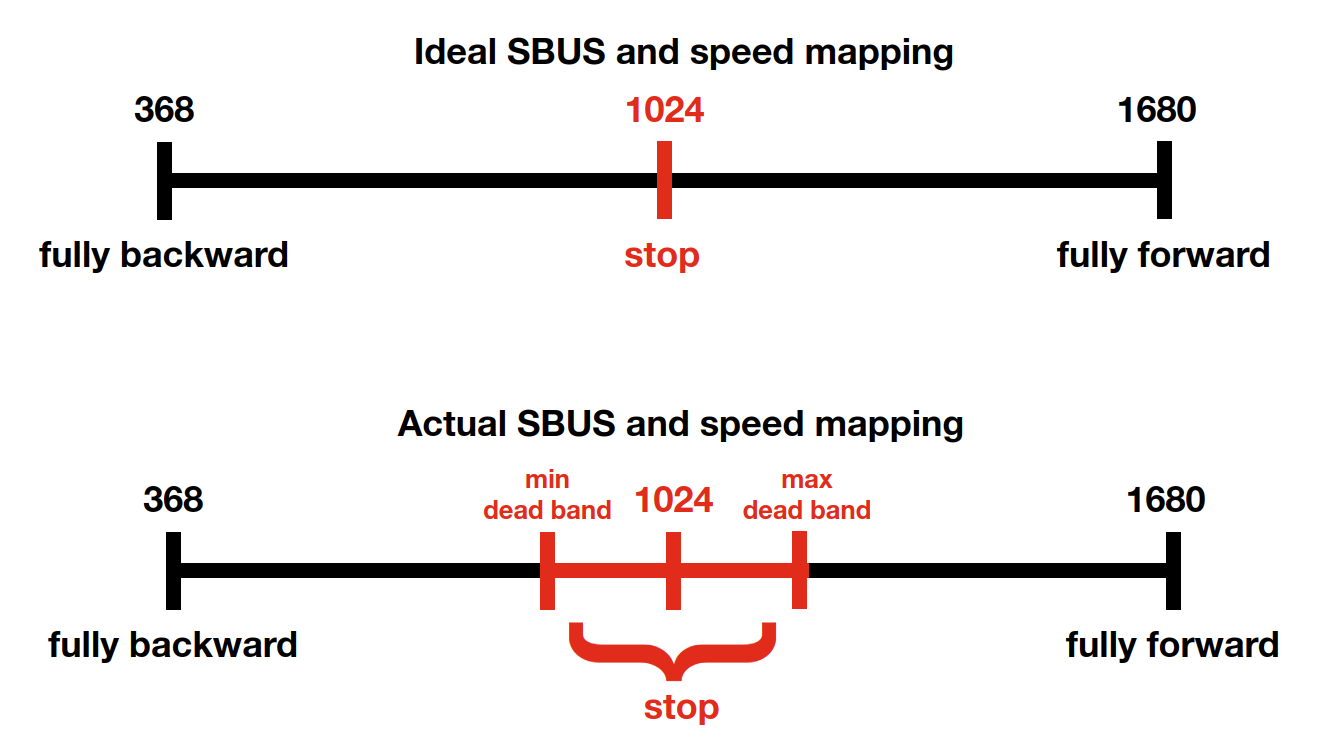 Ideal SBUS and speed mapping
368 1024 1680
fully backward stop fully forward
Actual SBUS and speed mapping
min max
dead band dead band
368 1024 1680
fully backward fully forward
stop